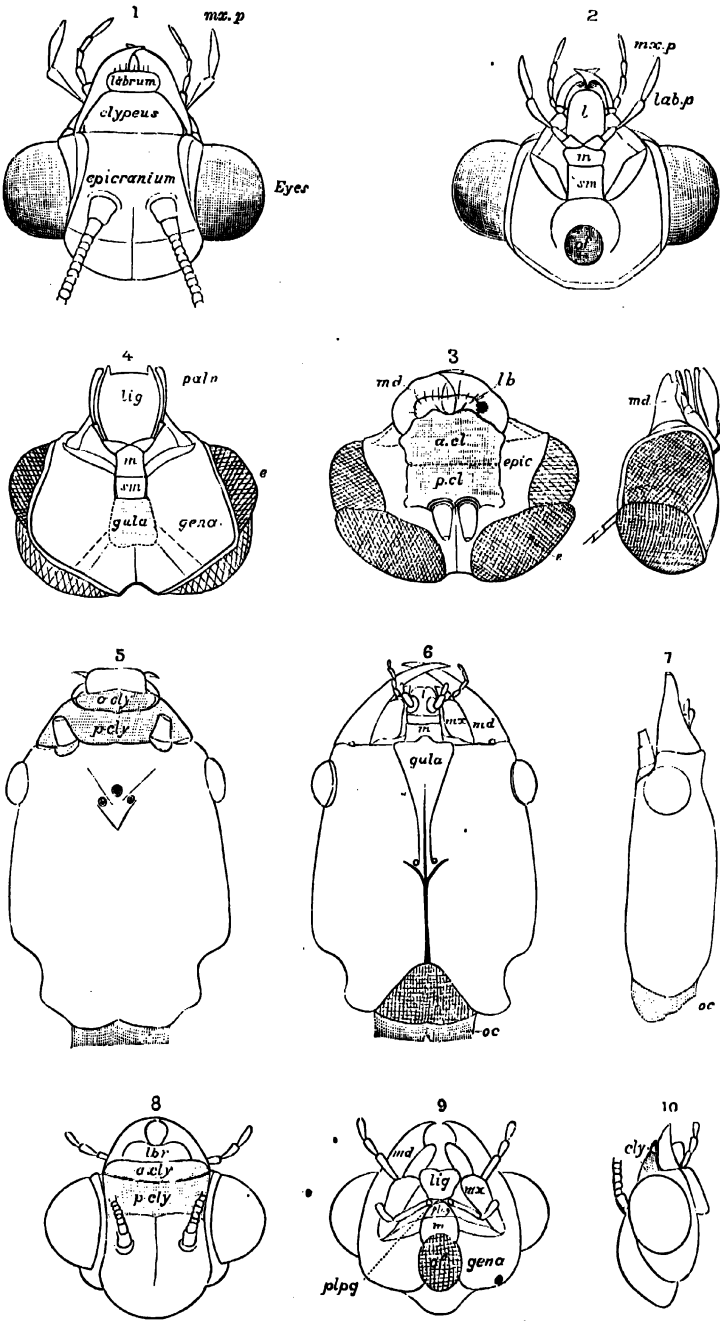 1
mx.p
labrum
clypeus
epicranium
Eyes
2
mx.p
lab.p
l
m
sm
of
4
lig
paln
m
sm
gula
gena
e
3
md
lb
a.cl
epic
p.cl
e
md
5
a.cly
p.cly
6
l
mx
md
m
gula
oc
7
oc
8
lbr
a.cly
p.cly
9
md
lig
mx
m
gena
plpg
10
cly